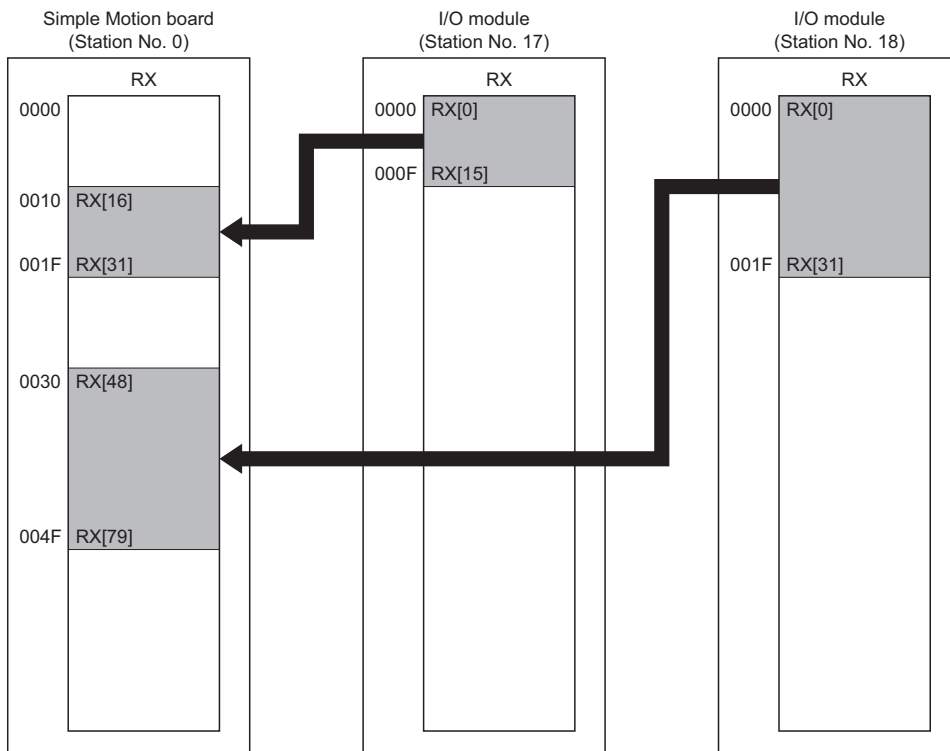 Simple Motion board
(Station No. 0)
I/O module
(Station No. 17)
I/O module
(Station No. 18)
RX
RX
RX
0000
0000 RX[0]
0000 RX[0]
000F RX[15]
0010 RX[16]
001F RX[31]
001F RX[31]
0030 RX[48]
004F RX[79]